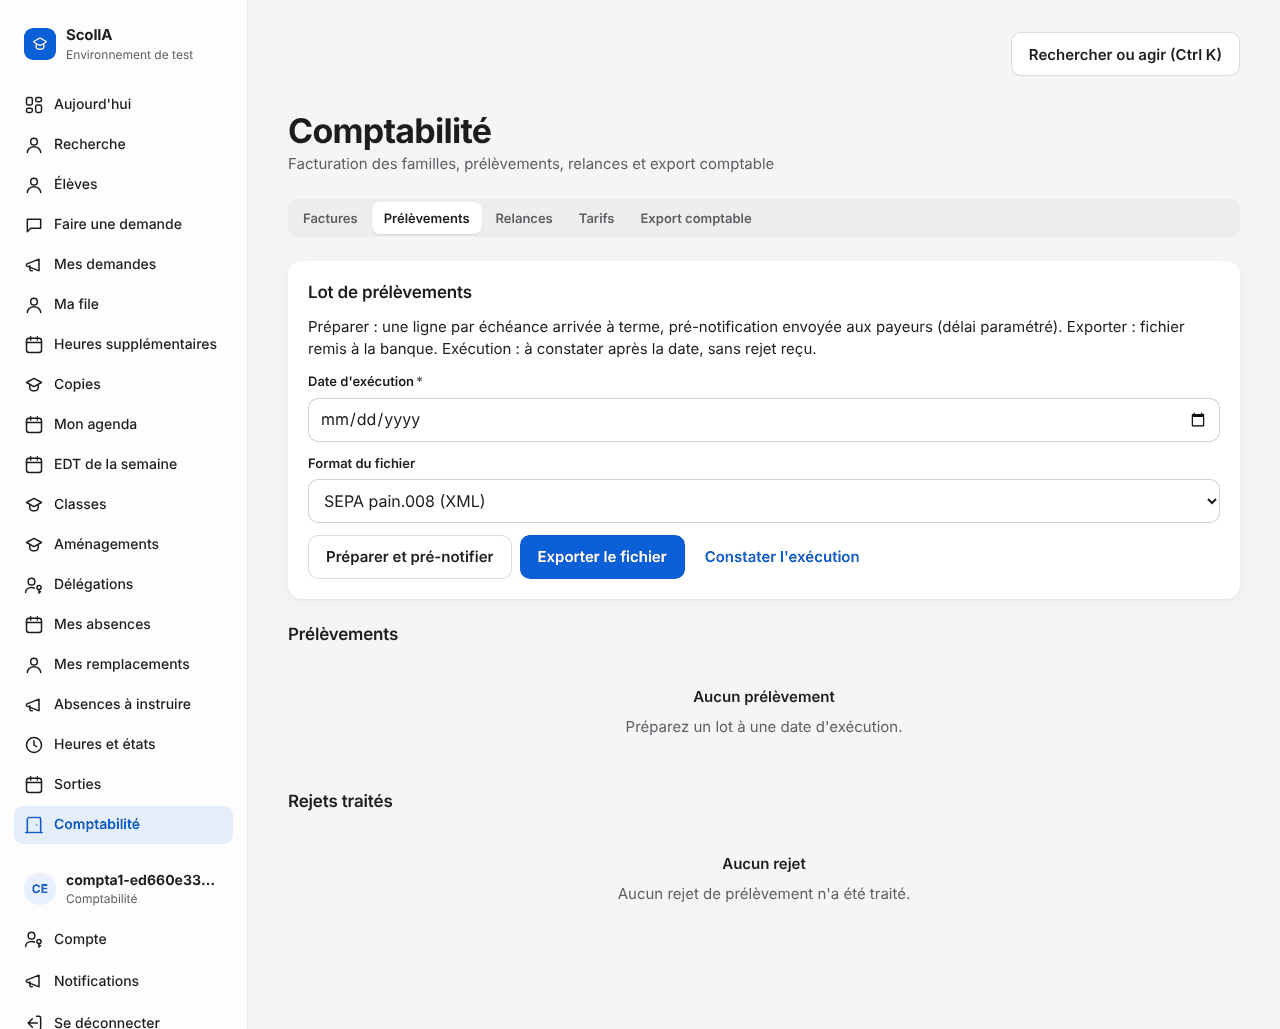 ScolIA
Environnement de test
Rechercher ou agir (Ctrl K)
Aujourd'hui
Recherche
Élèves
Faire une demande
Mes demandes
Ma file
Heures supplémentaires
Copies
Mon agenda
EDT de la semaine
Classes
Aménagements
Délégations
Mes absences
Mes remplacements
Absences à instruire
Heures et états
Sorties
Comptabilité
CE
compta1-ed660e33...
Comptabilité
Compte
Notifications
Se déconnecter
Comptabilité
Facturation des familles, prélèvements, relances et export comptable
Factures Prélèvements Relances Tarifs Export comptable
Lot de prélèvements
Préparer : une ligne par échéance arrivée à terme, pré-notification envoyée aux payeurs (délai paramétré). Exporter : fichier
remis à la banque. Exécution : à constater après la date, sans rejet reçu.
Date d'exécution *
mm/dd/yyyy
Format du fichier
SEPA pain.008 (XML)
Préparer et pré-notifier Exporter le fichier Constater l'exécution
Prélèvements
Aucun prélèvement
Préparez un lot à une date d'exécution.
Rejets traités
Aucun rejet
Aucun rejet de prélèvement n'a été traité.